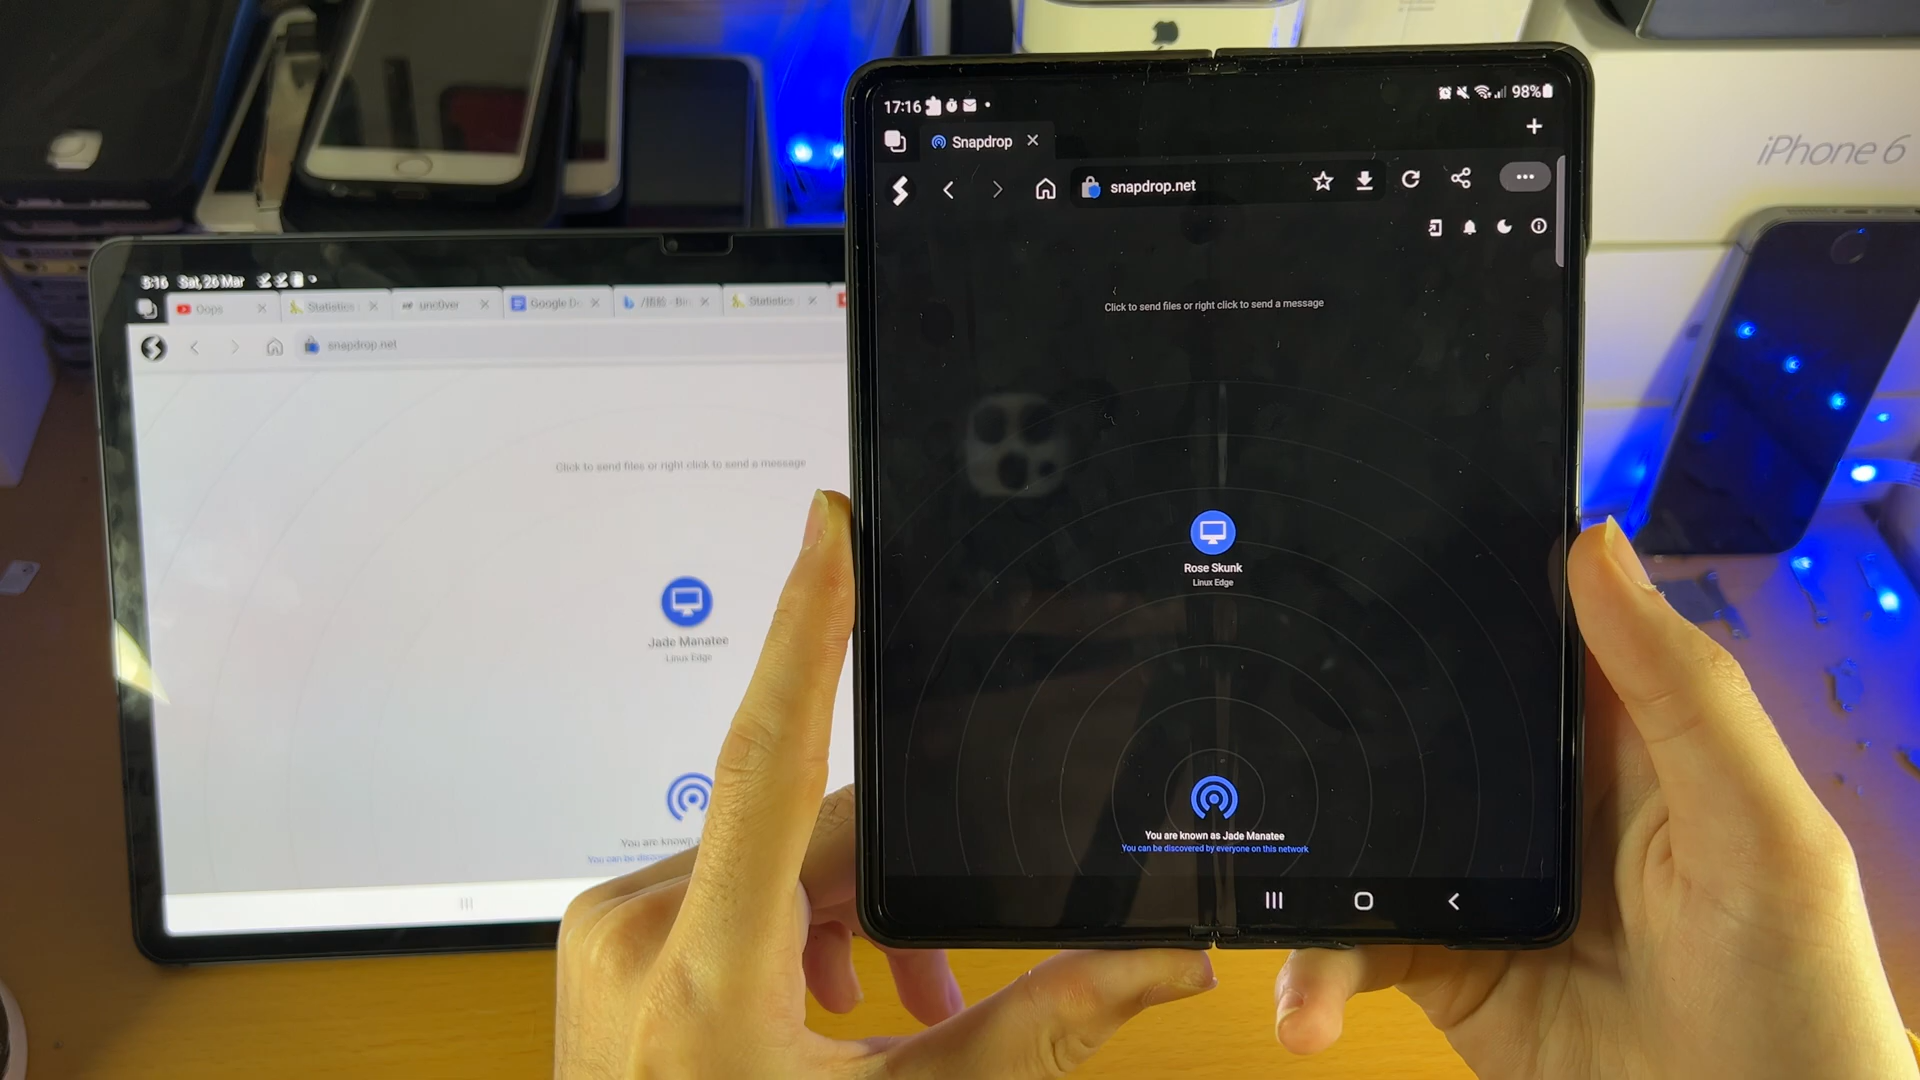 17:16
98%
Snapdrop
snapdrop.net
Click to send files or right click to send a message
Rose Skunk
Linux Edge
You are known as Jade Manatee
You can be discovered by everyone on this network
5:16 Sat, 26 Mar
Oops
Statistics
unc0ver
Google Do
Statistics
snapdrop.net
Click to send files or right click to send a message
Jade Manatee
Linux Edge
You are known
You can be
iPhone 6